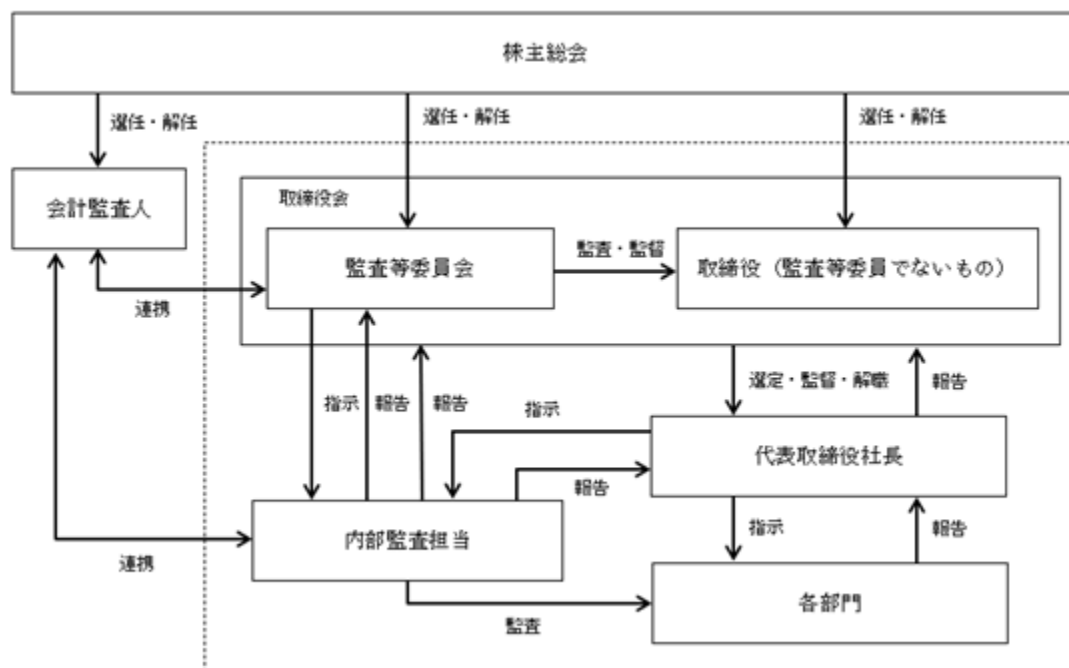 株主総会
選任・解任
選任・解任
選任・解任
会計監査人
取締役会
監査等委員会
監査・監督
取締役（監査等委員でないもの）
連携
選定・監督・解職
報告
指示
報告
報告
指示
代表取締役社長
報告
内部監査担当
指示
報告
連携
各部門
監査